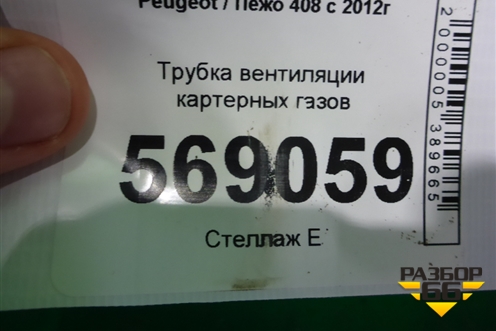 Peugeot / Пежо 408 с 2012г
Трубка вентиляции
картерных газов
569059
Стеллаж Е
2000005389665
РАЗБОР
66